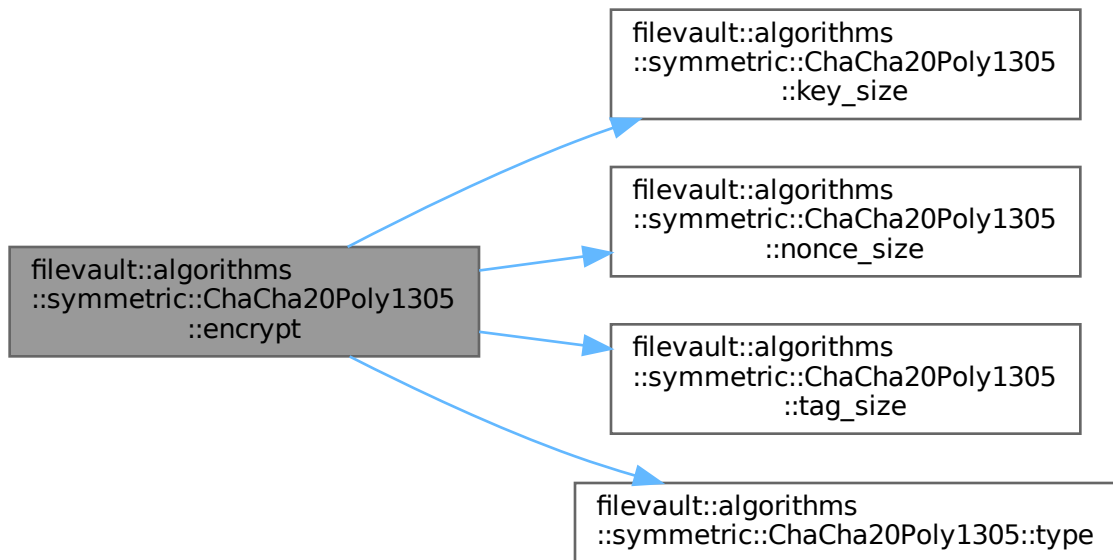 filevault::algorithms
::symmetric::ChaCha20Poly1305
::encrypt
filevault::algorithms
::symmetric::ChaCha20Poly1305
::key_size
filevault::algorithms
::symmetric::ChaCha20Poly1305
::nonce_size
filevault::algorithms
::symmetric::ChaCha20Poly1305
::tag_size
filevault::algorithms
::symmetric::ChaCha20Poly1305::type